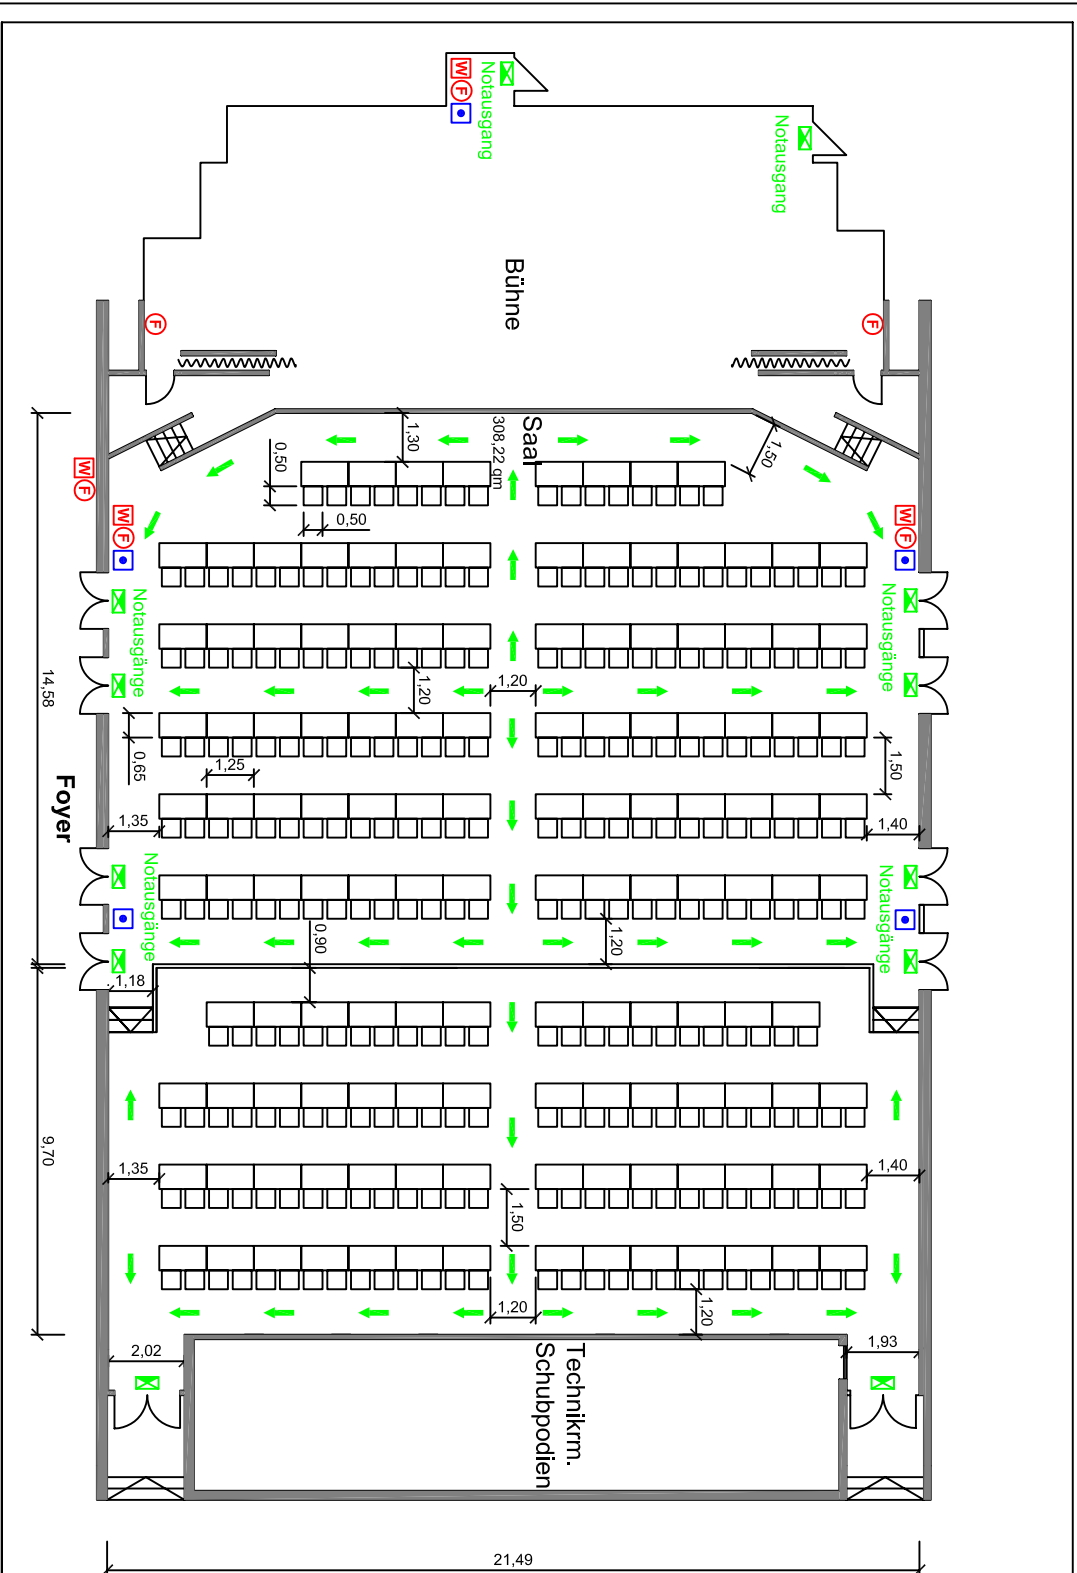 W F
Notausgang
Notausgang
Bühne
F
F
Saal
308,22 qm
1,30
1,50
0,50
0,50
W F
W F
W F
Notausgänge
Notausgänge
14,58
1,20
1,20
0,65
1,25
1,50
Foyer
1,35
1,40
Notausgänge
Notausgänge
0,90
1,20
1,18
9,70
1,35
1,40
1,50
1,20
1,20
2,02
1,93
Technikrm.
Schubpodien
21,49